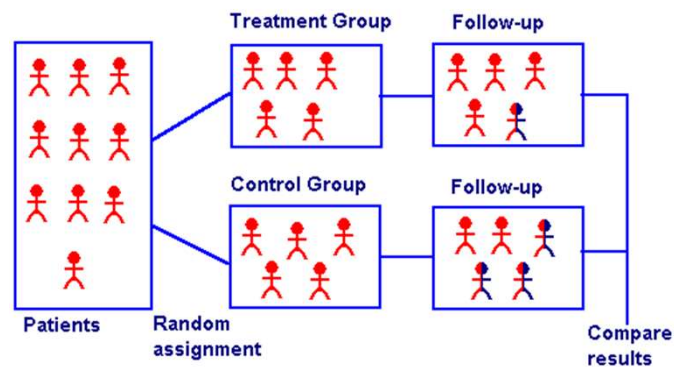 Treatment Group
Follow-up
Control Group
Follow-up
Patients
Random
assignment
Compare
results